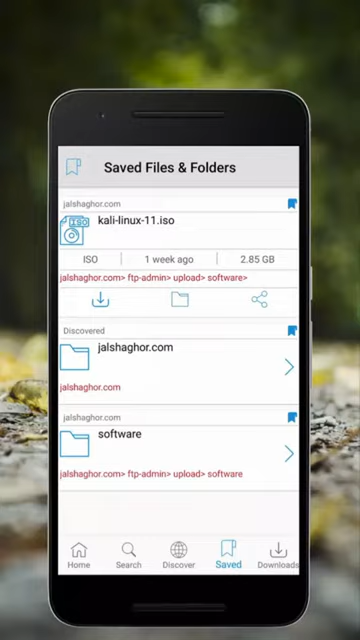 Saved Files & Folders
jalshaghor.com
ISO
kali-linux-11.iso
ISO
1 week ago
2.85 GB
jalshaghor.com> ftp-admin> upload> software>
Discovered
jalshaghor.com
jalshaghor.com
jalshaghor.com
software
jalshaghor.com> ftp-admin> upload> software
Home
Search
Discover
Saved
Downloads